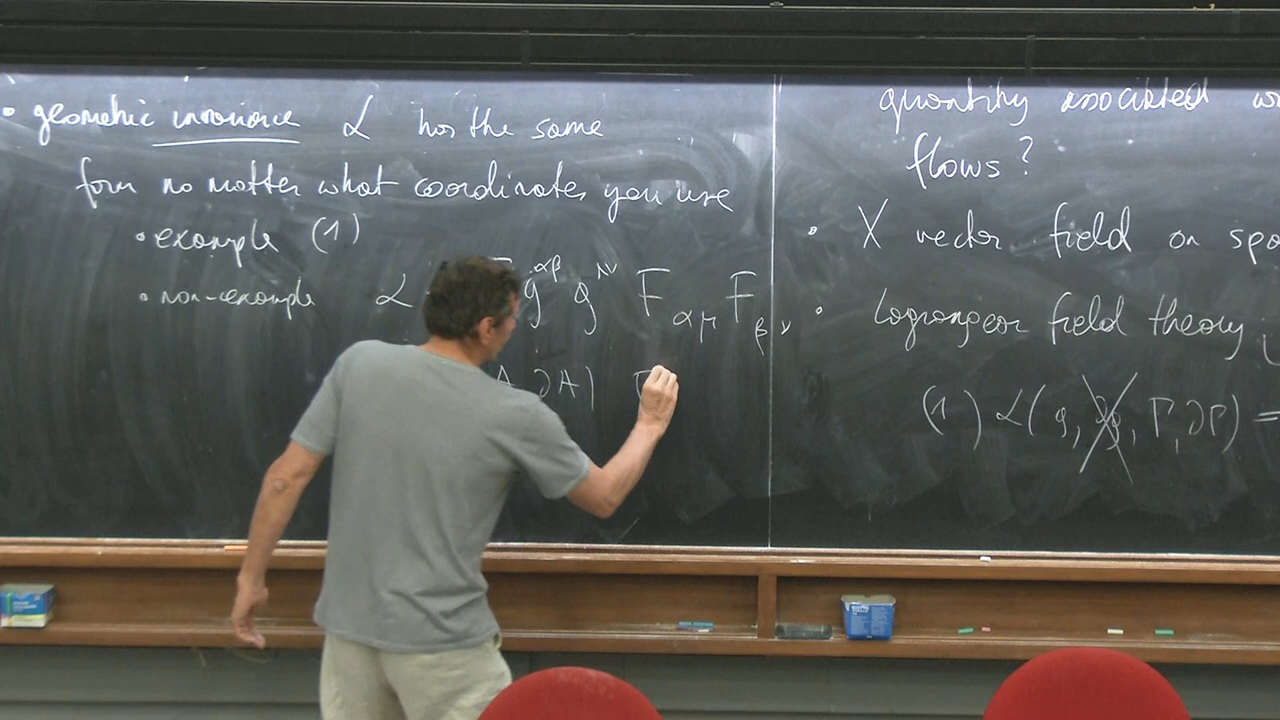 • geometric invariance L has the same
form no matter what coordinates you use
• example (1)
• non-example L g^{αβ} g^{μν} F_{αμ} F_{βν}
A, ∂A)
quantity associated
flows?
• X vector field on
• Lagrangean field theory
(1) L(g, ∂g, Γ, ∂Γ) =